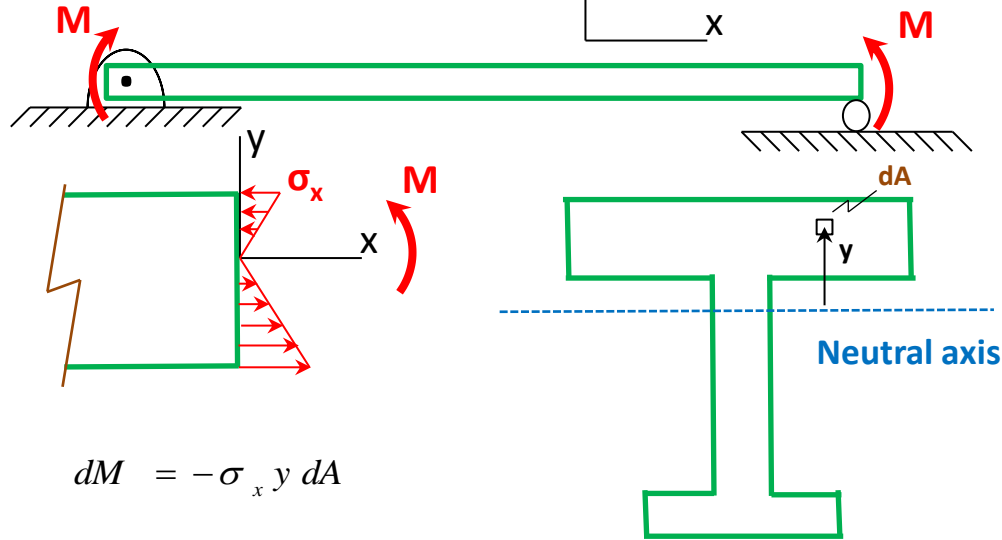 M
x
M
y
σx
M
x
dA
y
Neutral axis
dM = −σx y dA